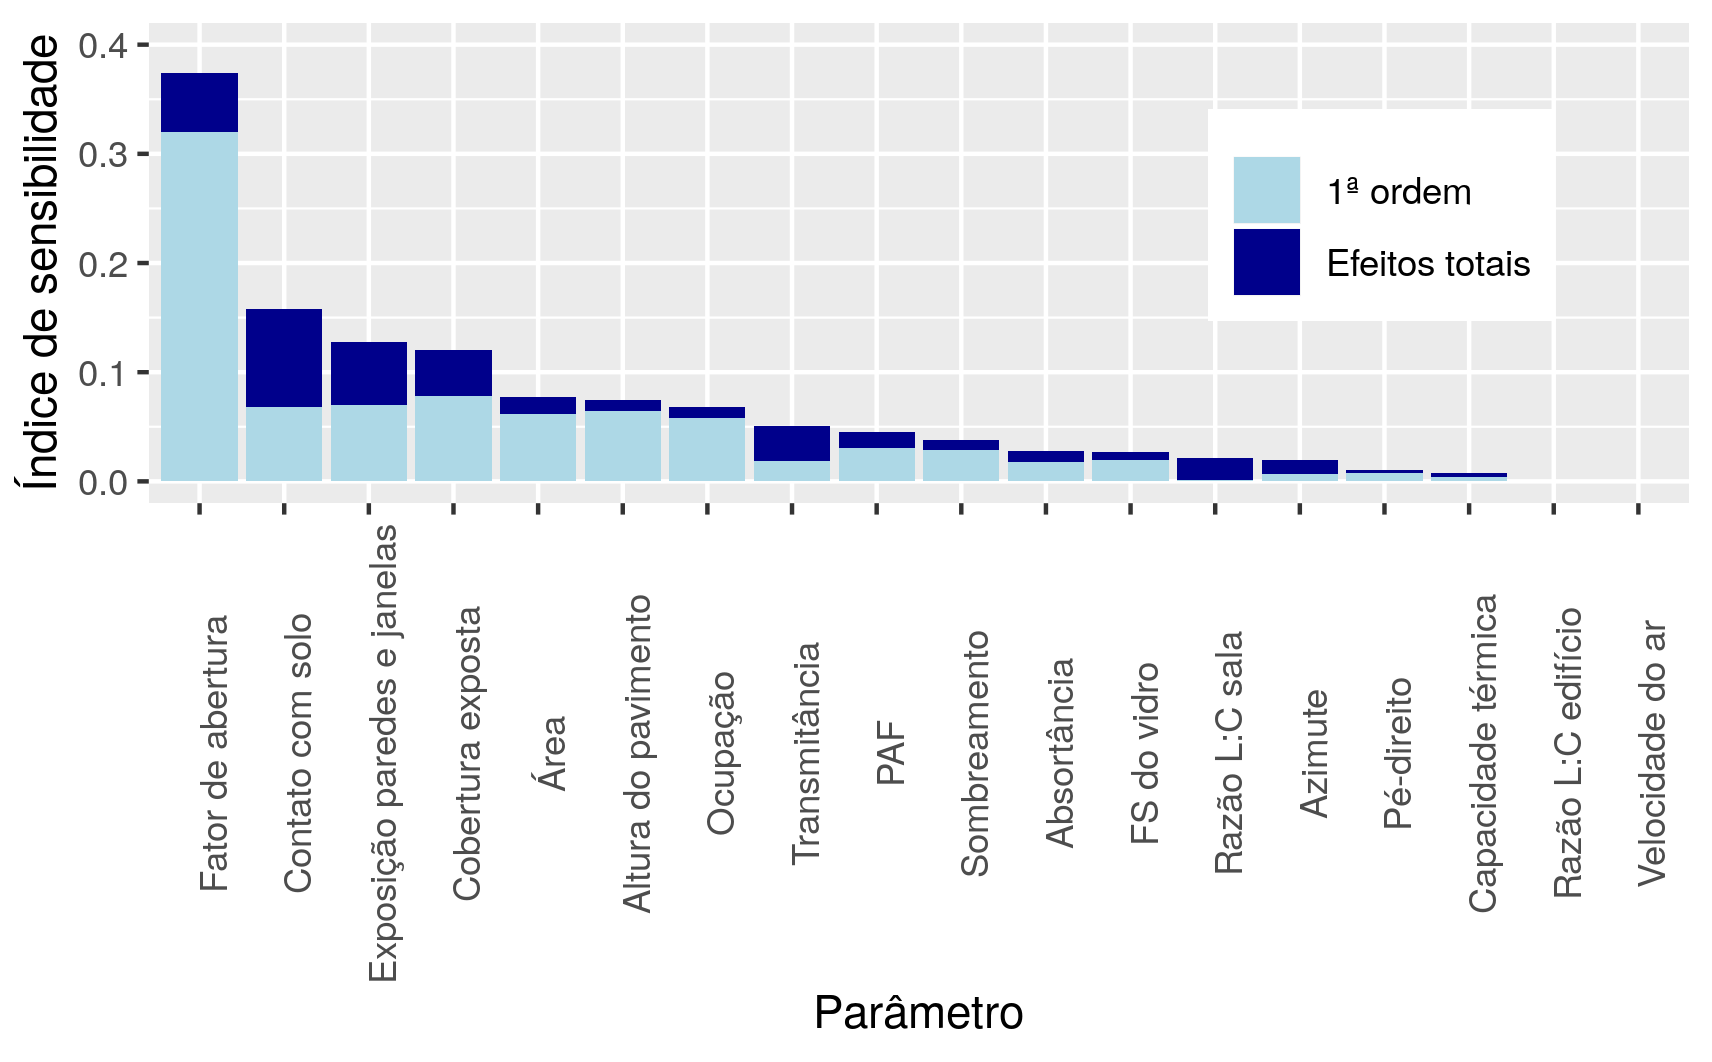 Índice de sensibilidade
0.4
0.3
0.2
0.1
0.0
1ª ordem
Efeitos totais
Fator de abertura
Contato com solo
Exposição paredes e janelas
Cobertura exposta
Área
Altura do pavimento
Ocupação
Transmitância
PAF
Sombreamento
Absortância
FS do vidro
Razão L:C sala
Azimute
Pé-direito
Capacidade térmica
Razão L:C edifício
Velocidade do ar
Parâmetro